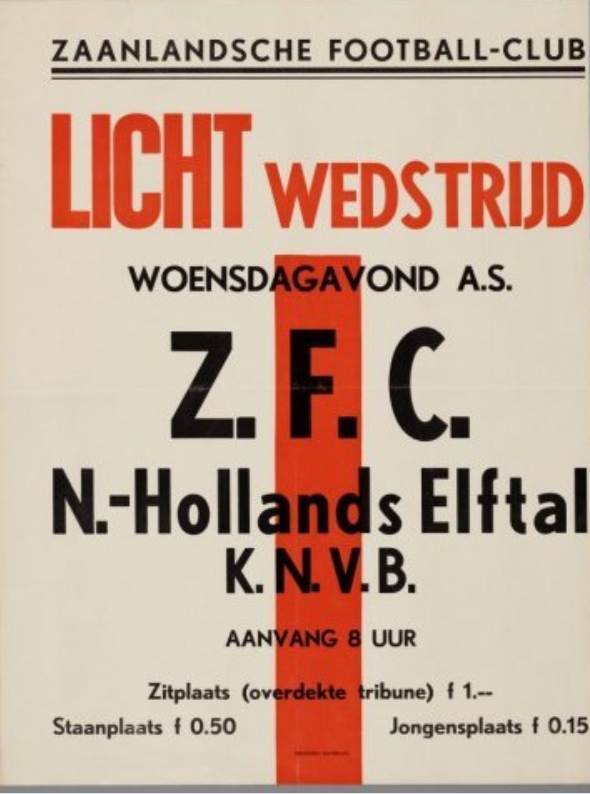 ZAANLANDSCHE FOOTBALL-CLUB
LICHT WEDSTRIJD
WOENSDAGAVOND A.S.
Z. F. C.
N.-Hollands Elftal
K. N. V. B.
AANVANG 8 UUR
Zitplaats (overdekte tribune) f 1.--
Staanplaats f 0.50 Jongensplaats f 0.15